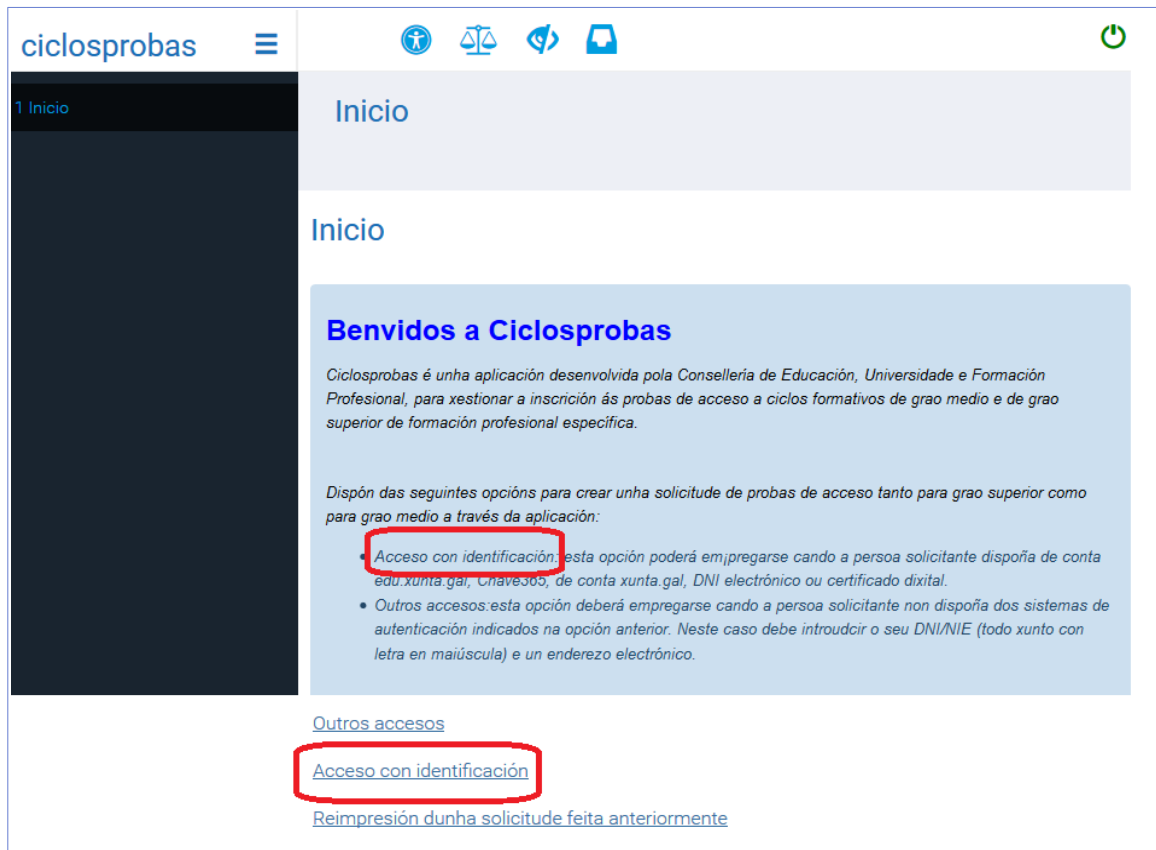 ciclosprobas
1 Inicio
Inicio
Inicio
Benvidos a Ciclosprobas
Ciclosprobas é unha aplicación desenvolvida pola Consellería de Educación, Universidade e Formación
Profesional, para xestionar a inscrición ás probas de acceso a ciclos formativos de grao medio e de grao
superior de formación profesional específica.
Dispón das seguintes opcións para crear unha solicitude de probas de acceso tanto para grao superior como
para grao medio a través da aplicación:
• Acceso con identificación: esta opción poderá em¡pregarse cando a persoa solicitante dispoña de conta
edu.xunta.gal, Chave365, de conta xunta.gal, DNI electrónico ou certificado dixital.
• Outros accesos:esta opción deberá empregarse cando a persoa solicitante non dispoña dos sistemas de
autenticación indicados na opción anterior. Neste caso debe introudcir o seu DNI/NIE (todo xunto con
letra en maiúscula) e un enderezo electrónico.
Outros accesos
Acceso con identificación
Reimpresión dunha solicitude feita anteriormente